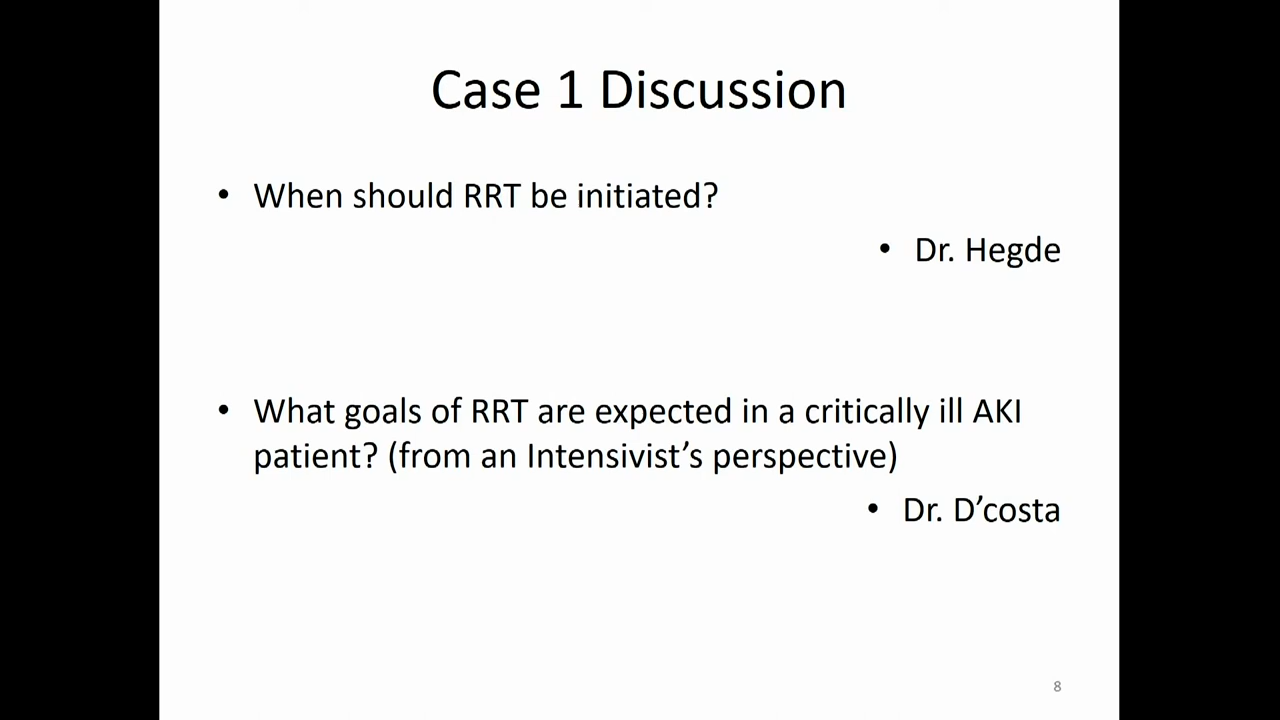 Case 1 Discussion
• When should RRT be initiated?
• Dr. Hegde
• What goals of RRT are expected in a critically ill AKI
patient? (from an Intensivist’s perspective)
• Dr. D’costa
8